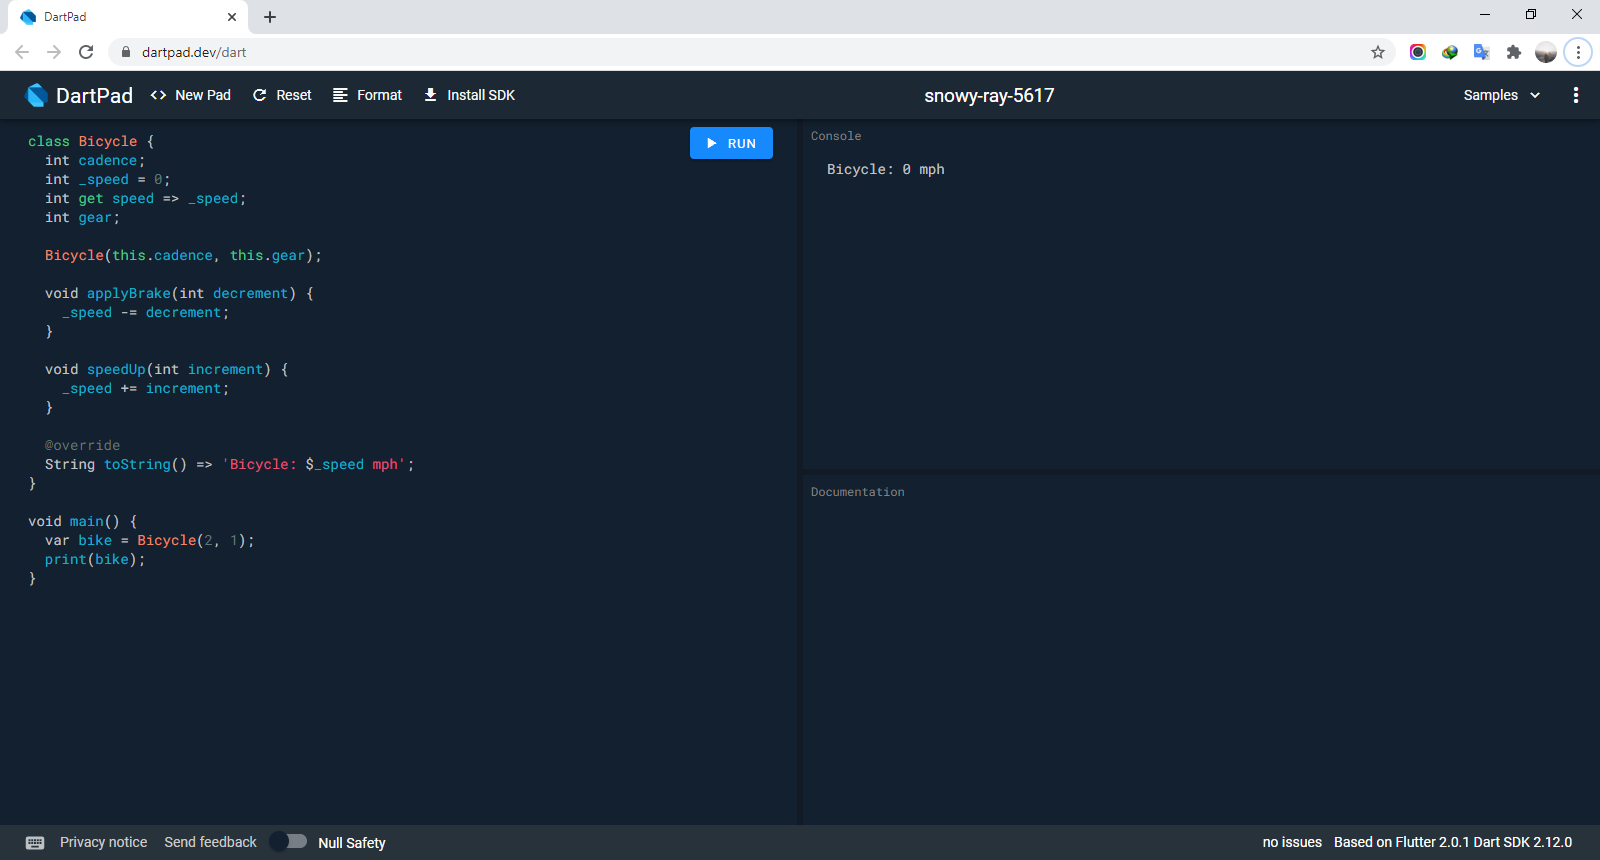 DartPad
dartpad.dev/dart
DartPad
<> New Pad
Reset
Format
Install SDK
snowy-ray-5617
Samples
class Bicycle {
int cadence;
int _speed = 0;
int get speed => _speed;
int gear;
Bicycle(this.cadence, this.gear);
void applyBrake(int decrement) {
_speed -= decrement;
}
void speedUp(int increment) {
_speed += increment;
}
@override
String toString() => 'Bicycle: $_speed mph';
}
void main() {
var bike = Bicycle(2, 1);
print(bike);
}
RUN
Console
Bicycle: 0 mph
Documentation
Privacy notice
Send feedback
Null Safety
no issues
Based on Flutter 2.0.1 Dart SDK 2.12.0